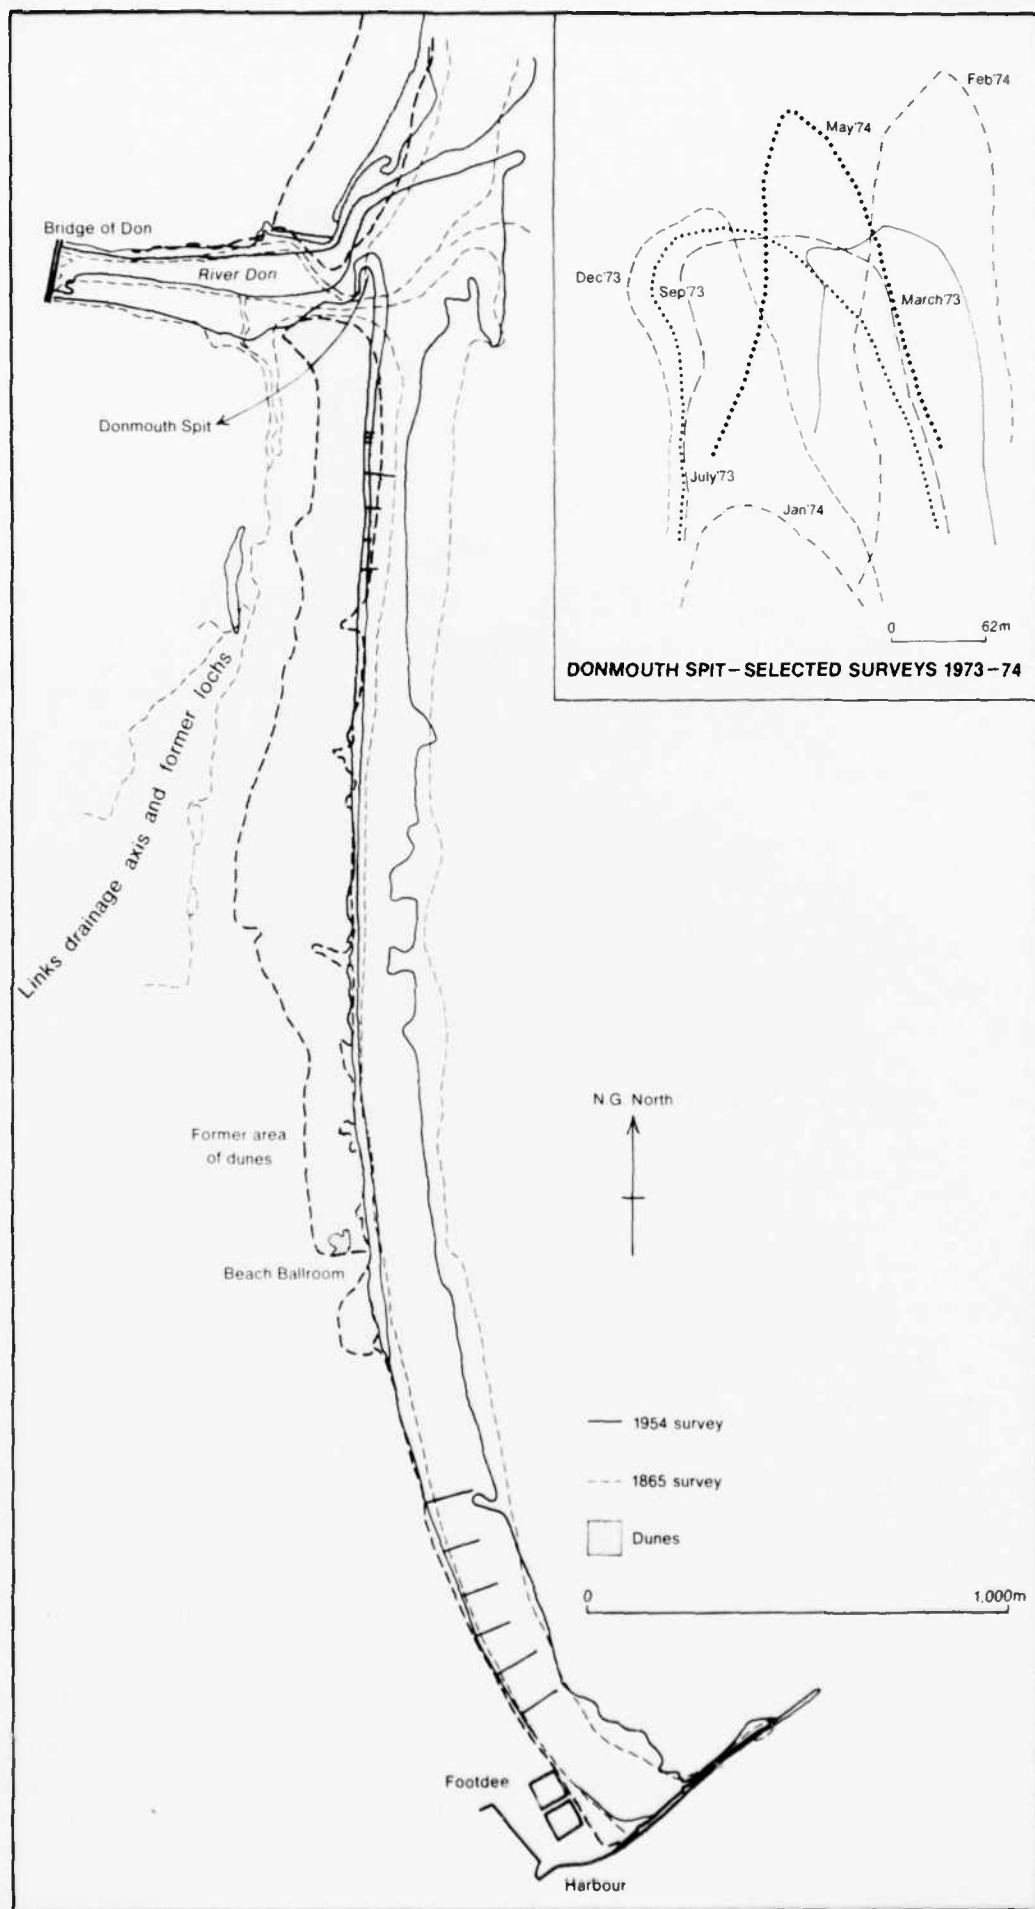 Feb'74
May'74
Bridge of Don
River Don
Dec'73
Sep'73
March'73
Donmouth Spit
July'73
Jan'74
0 62m
DONMOUTH SPIT–SELECTED SURVEYS 1973–74
Links drainage axis and former lochs
N.G. North
Former area
of dunes
Beach Ballroom
1954 survey
1865 survey
Dunes
0 1,000m
Footdee
Harbour